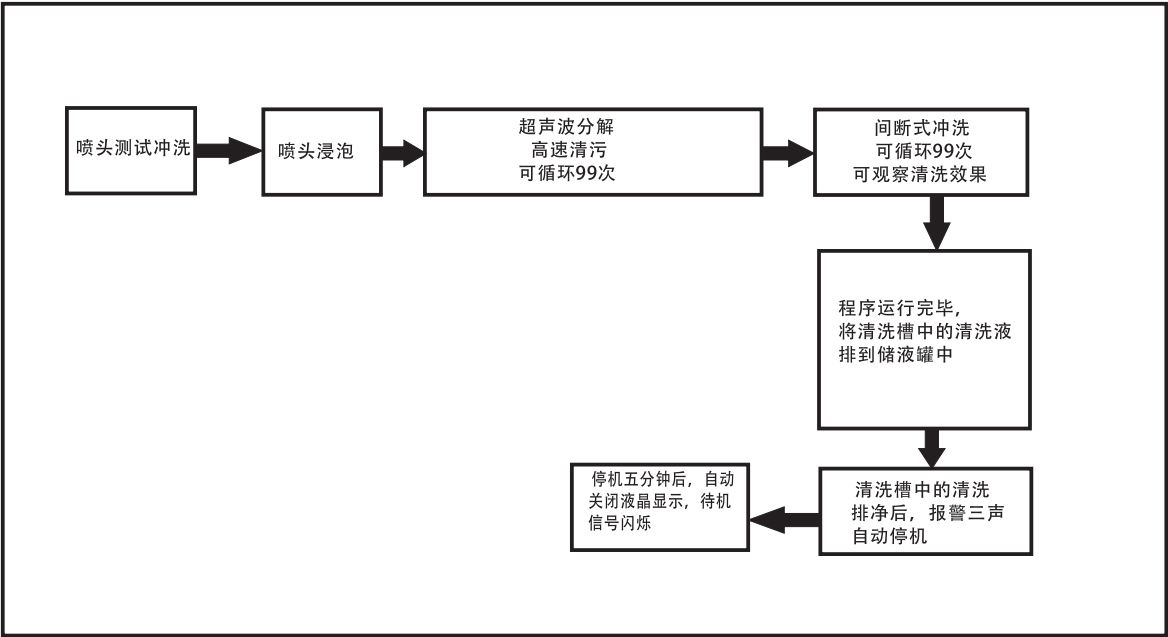 喷头测试冲洗
喷头浸泡
超声波分解
高速清污
可循环99次
间断式冲洗
可循环99次
可观察清洗效果
程序运行完毕，
将清洗槽中的清洗液
排到储液罐中
清洗槽中的清洗
排净后，报警三声
自动停机
停机五分钟后，自动
关闭液晶显示，待机
信号闪烁